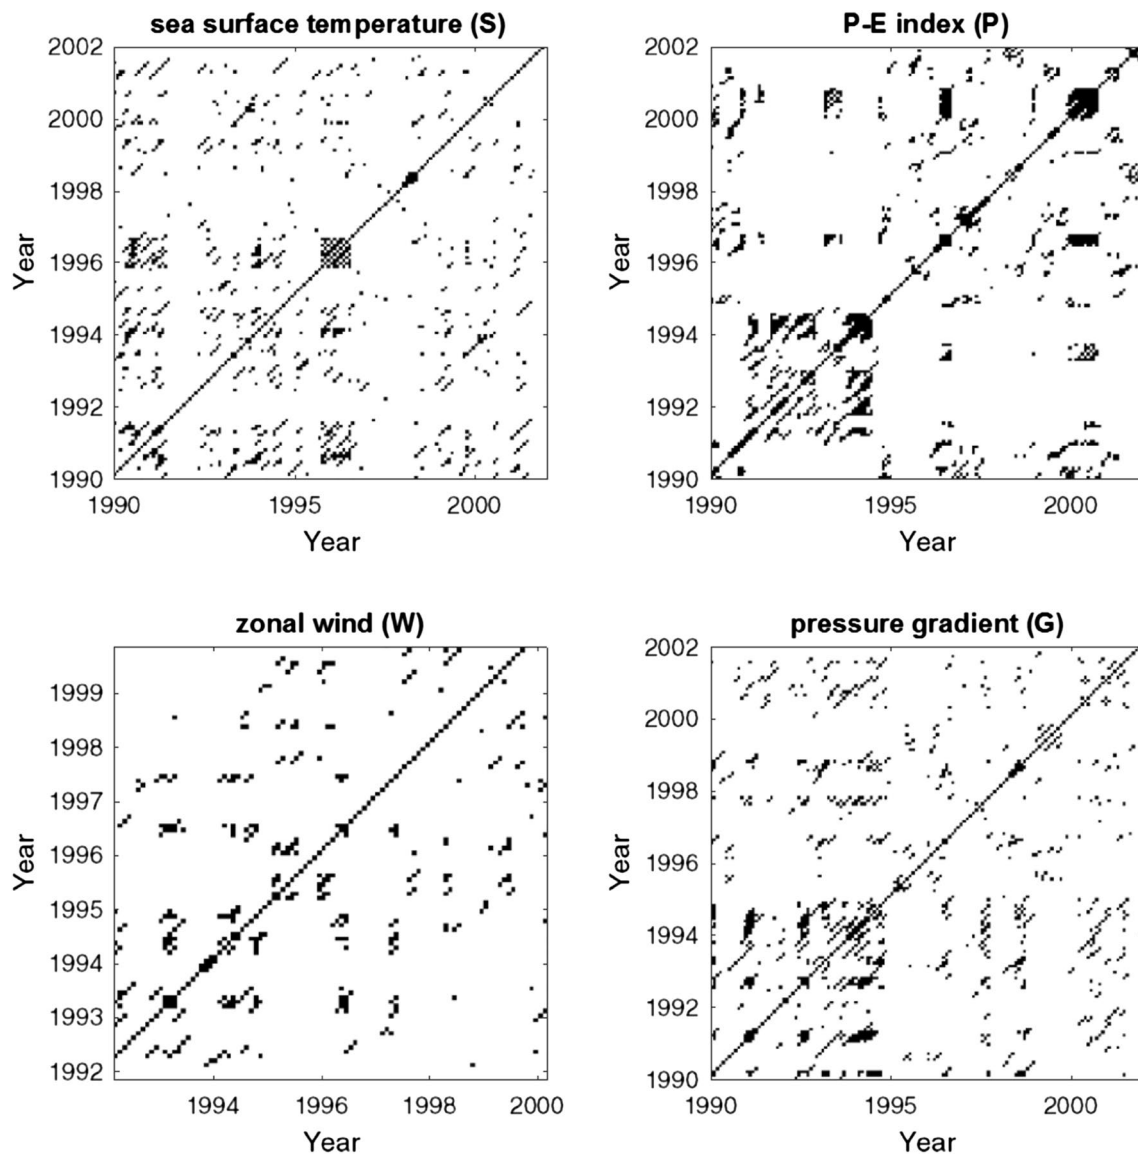 sea surface temperature (S)
2002
2000
1998
1996
1994
1992
1990
Year
1990 1995 2000
Year
P-E index (P)
2002
2000
1998
1996
1994
1992
1990
Year
1990 1995 2000
Year
zonal wind (W)
1999
1998
1997
1996
1995
1994
1993
1992
Year
1994 1996 1998 2000
Year
pressure gradient (G)
2002
2000
1998
1996
1994
1992
1990
Year
1990 1995 2000
Year